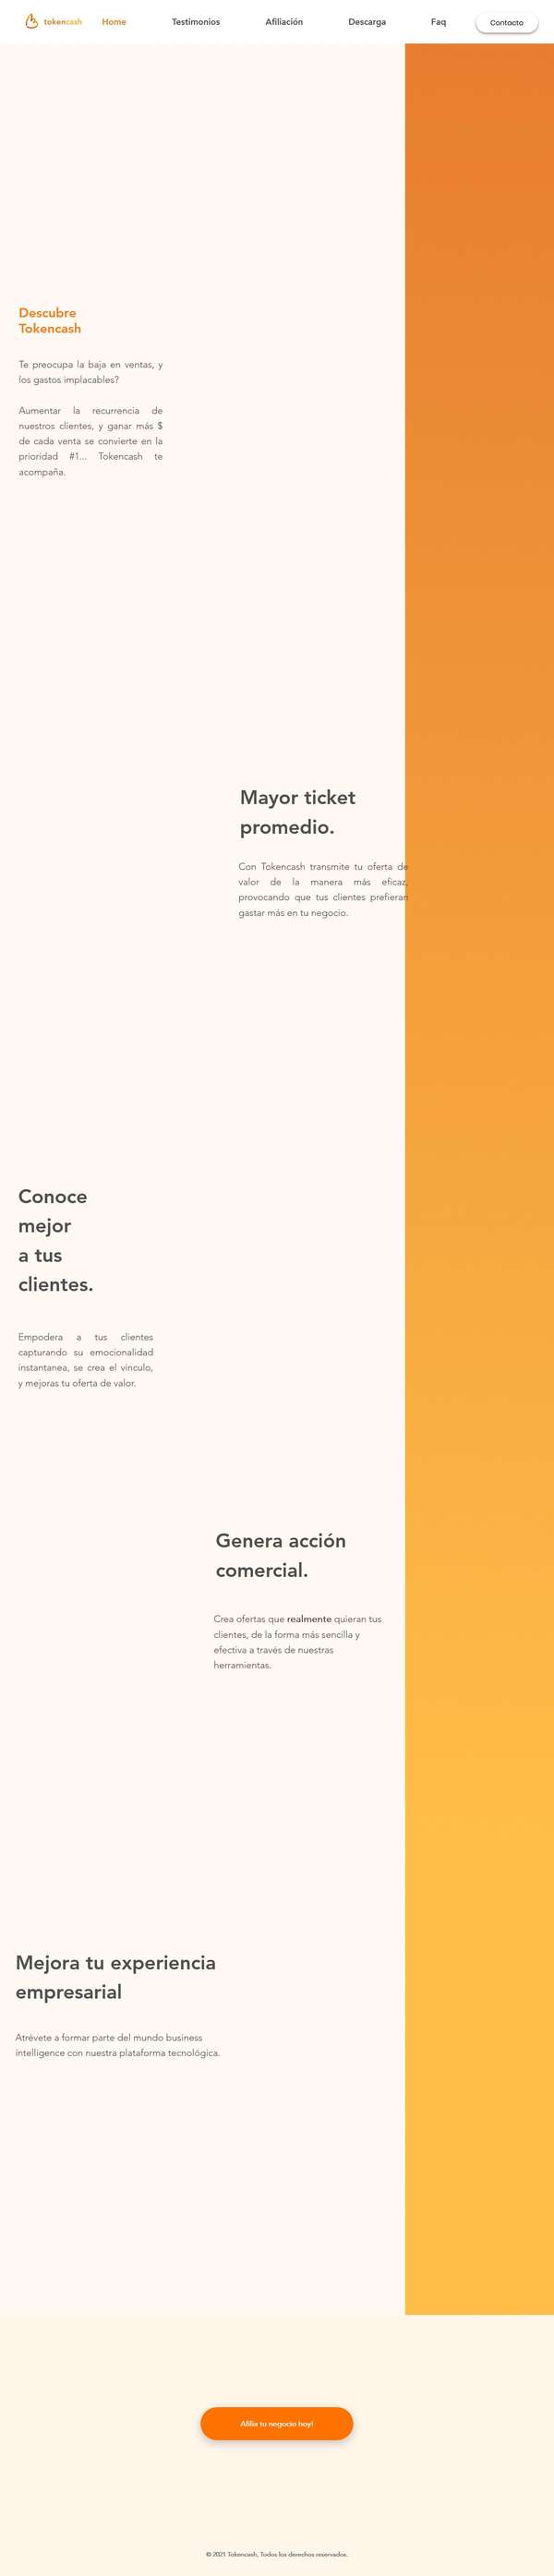 tokencash
Home
Testimonios
Afiliación
Descarga
Faq
Contacto
Descubre
Tokencash
Te preocupa la baja en ventas, y
los gastos implacables?
Aumentar la recurrencia de
nuestros clientes, y ganar más $
de cada venta se convierte en la
prioridad #1... Tokencash te
acompaña.
Mayor ticket
promedio.
Con Tokencash transmite tu oferta de
valor de la manera más eficaz,
provocando que tus clientes prefieran
gastar más en tu negocio.
Conoce
mejor
a tus
clientes.
Empodera a tus clientes
capturando su emocionalidad
instantanea, se crea el vinculo,
y mejoras tu oferta de valor.
Genera acción
comercial.
Crea ofertas que realmente quieran tus
clientes, de la forma más sencilla y
efectiva a través de nuestras
herramientas.
Mejora tu experiencia
empresarial
Atrévete a formar parte del mundo business
intelligence con nuestra plataforma tecnológica.
Afilia tu negocio hoy!
© 2021 Tokencash, Todos los derechos reservados.